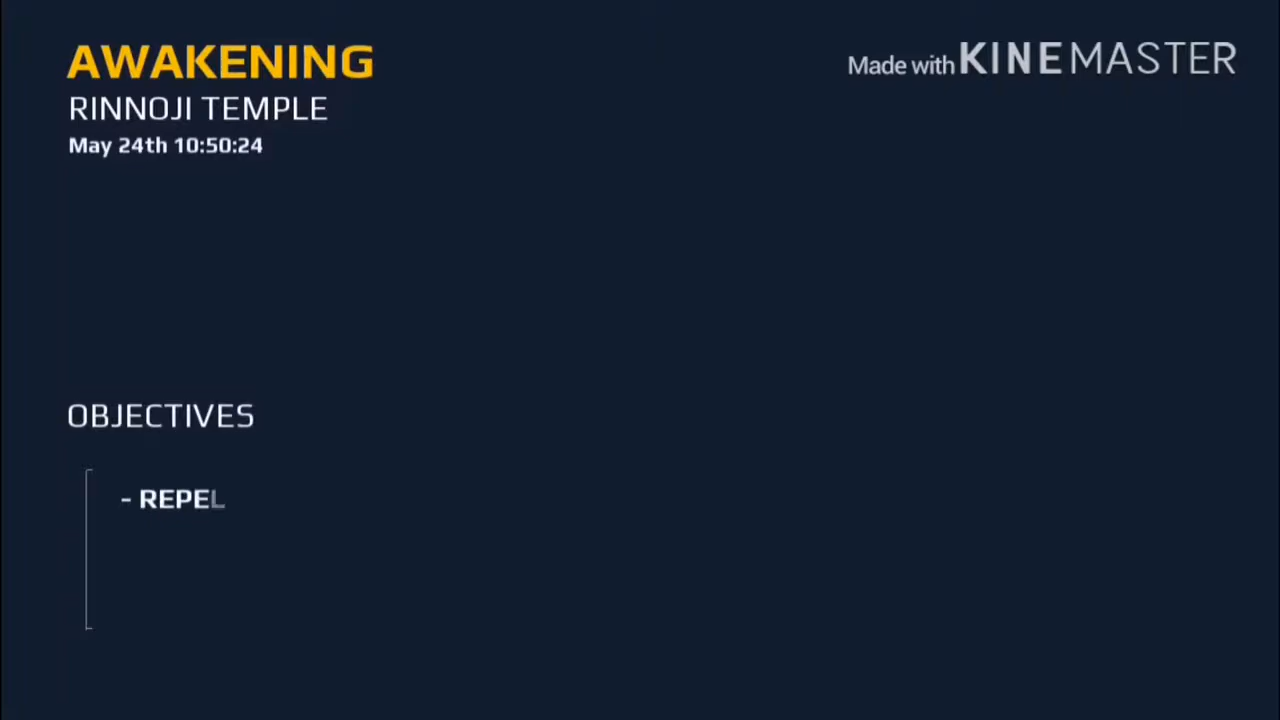 AWAKENING
Made with KINEMASTER
RINNOJI TEMPLE
May 24th 10:50:24
OBJECTIVES
- REPEL